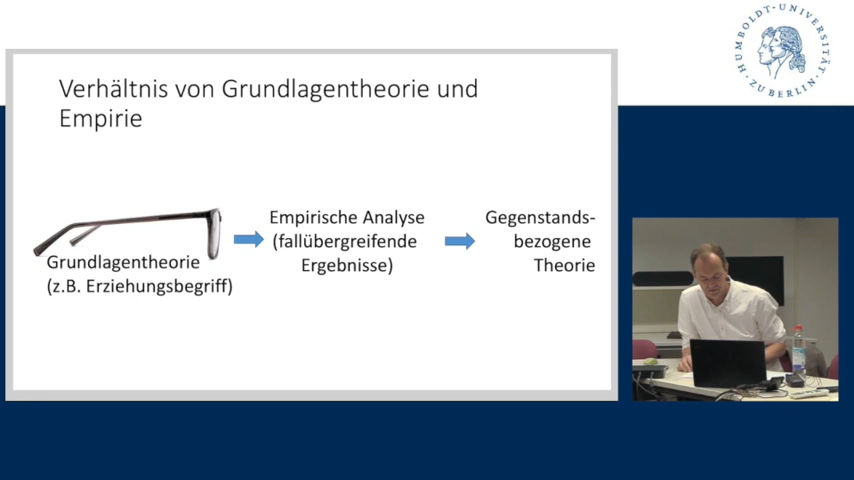 HUMBOLDT-UNIVERSITÄT
ZU BERLIN
Verhältnis von Grundlagentheorie und
Empirie
Grundlagentheorie
(z.B. Erziehungsbegriff)
Empirische Analyse
(fallübergreifende
Ergebnisse)
Gegenstands-
bezogene
Theorie